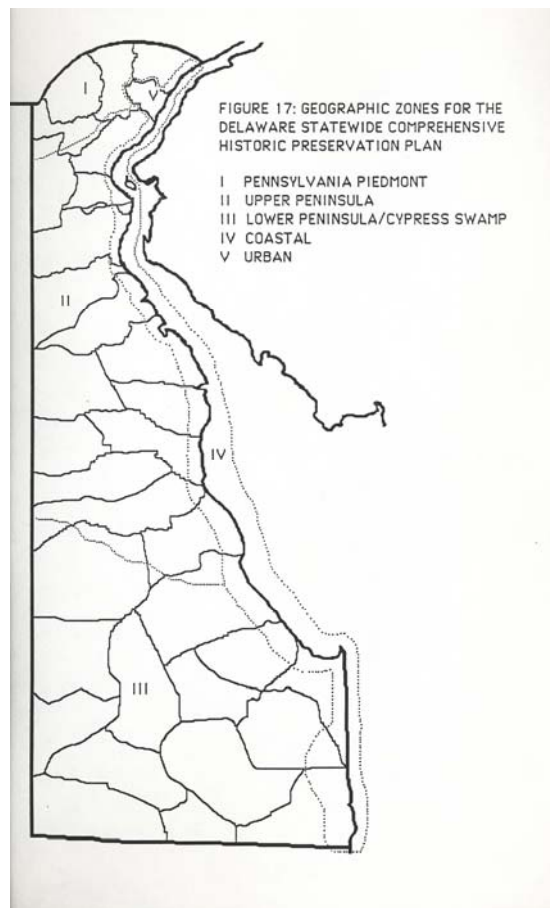 FIGURE 17: GEOGRAPHIC ZONES FOR THE
DELAWARE STATEWIDE COMPREHENSIVE
HISTORIC PRESERVATION PLAN
I PENNSYLVANIA PIEDMONT
II UPPER PENINSULA
III LOWER PENINSULA/CYPRESS SWAMP
IV COASTAL
V URBAN
I
V
II
IV
III